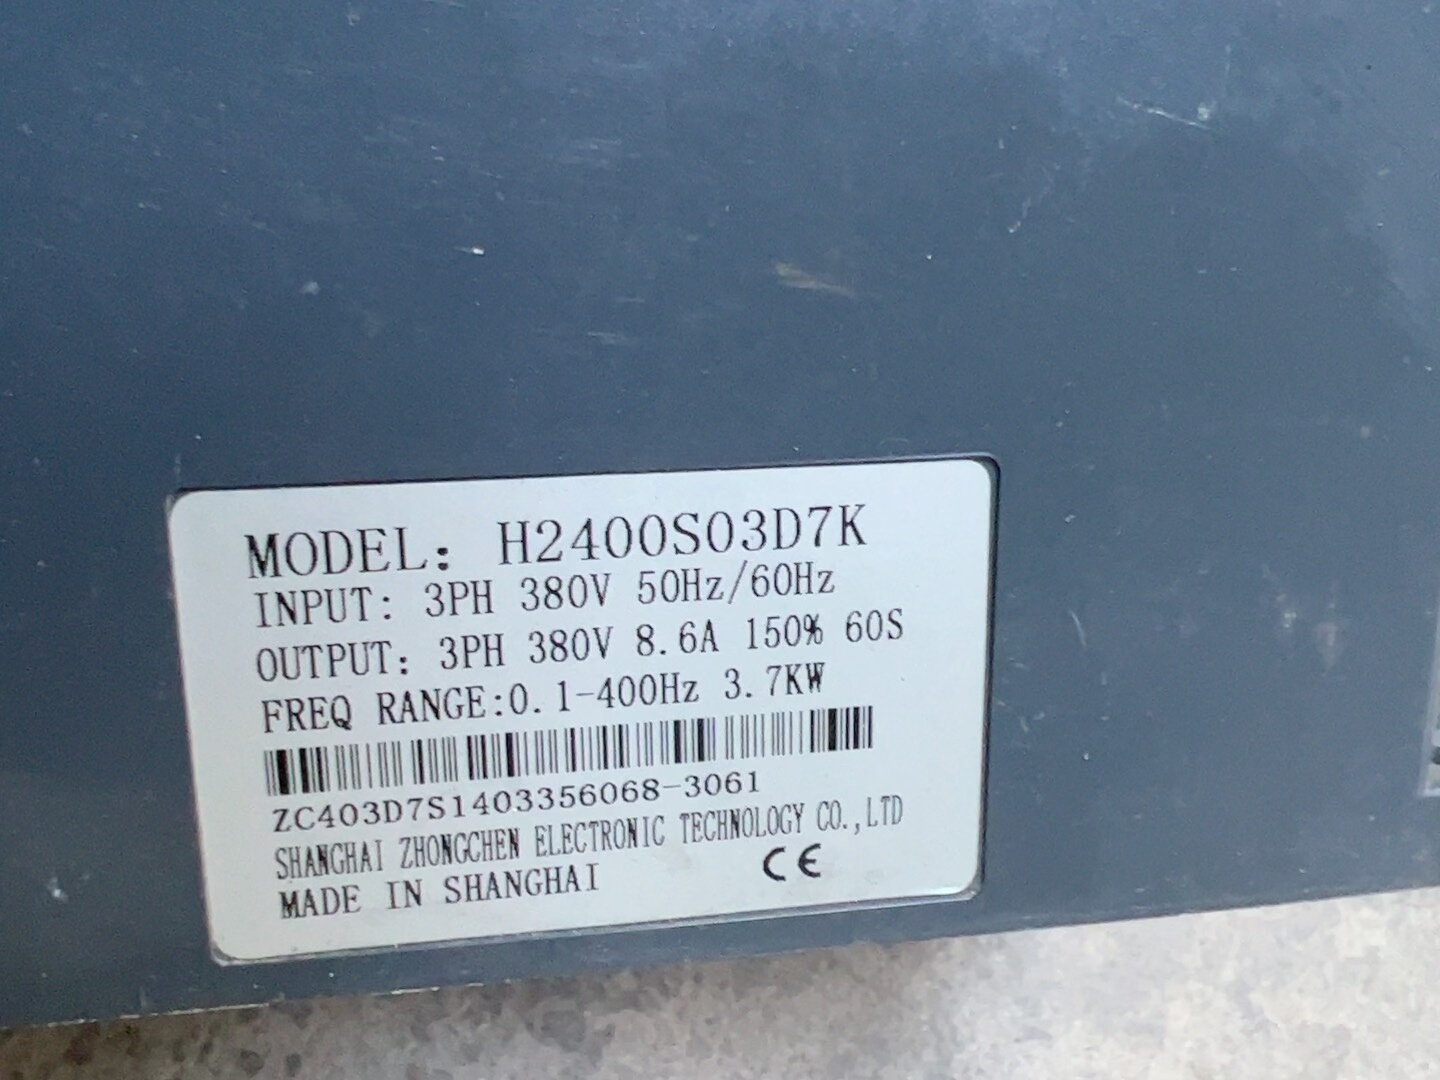 MODEL: H2400S03D7K
INPUT: 3PH 380V 50Hz/60Hz
OUTPUT: 3PH 380V 8.6A 150% 60S
FREQ RANGE:0.1-400Hz 3.7KW
ZC403D7S1403356068-3061
SHANGHAI ZHONGCHEN ELECTRONIC TECHNOLOGY CO.,LTD
MADE IN SHANGHAI CE